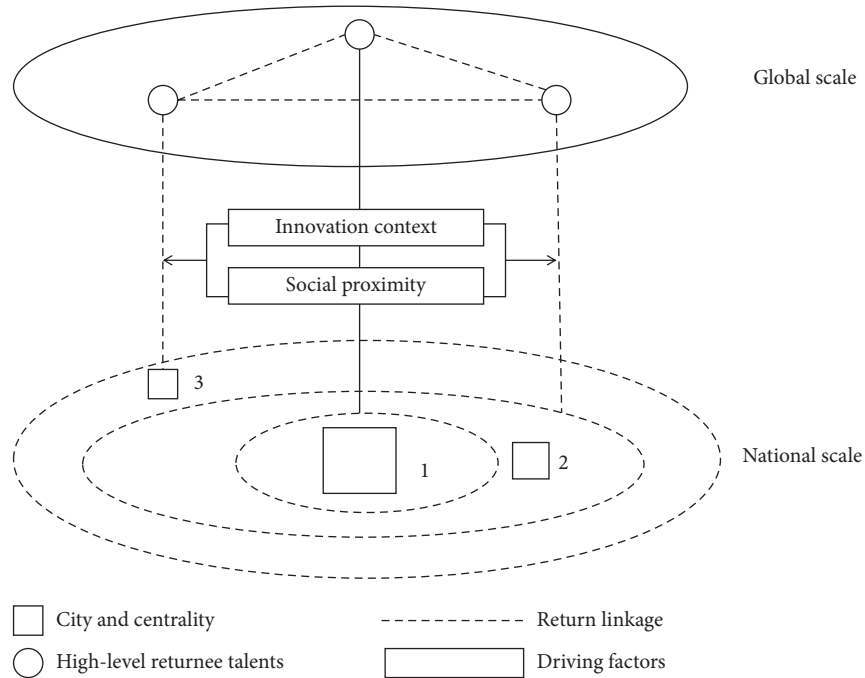 Global scale
Innovation context
Social proximity
3
1
2
National scale
City and centrality
Return linkage
High-level returnee talents
Driving factors